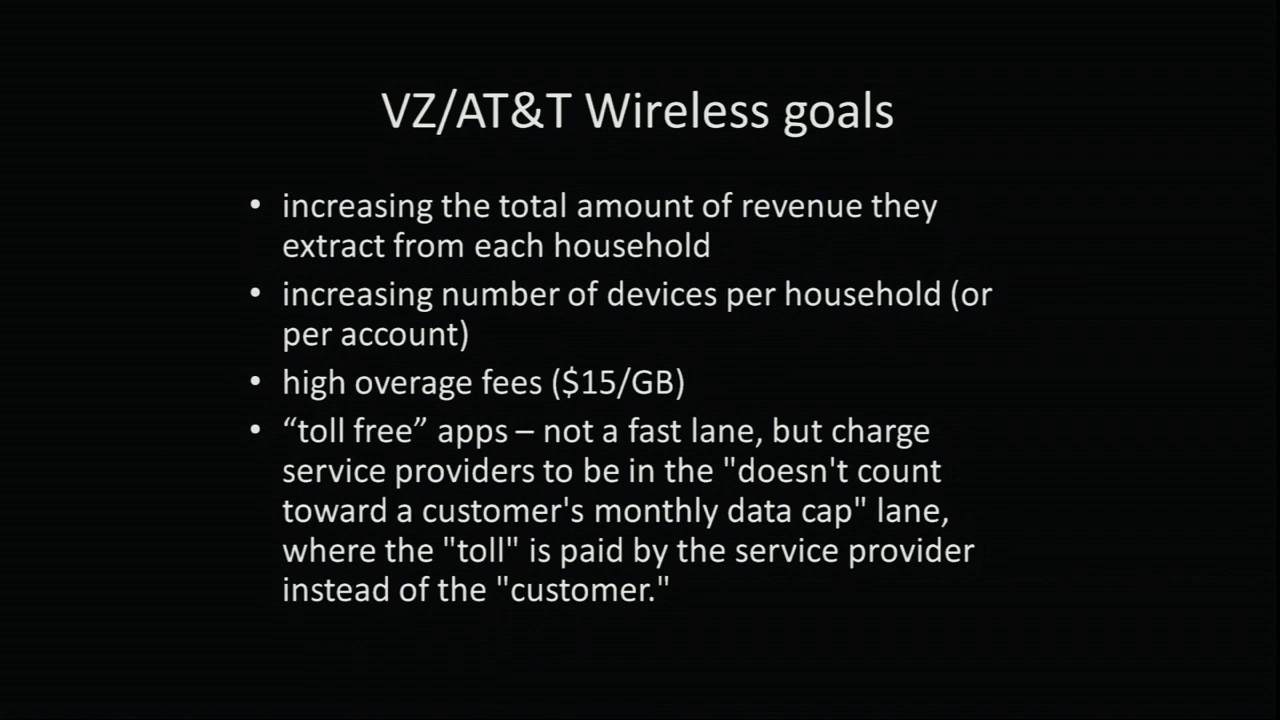 VZ/AT&T Wireless goals
• increasing the total amount of revenue they
extract from each household
• increasing number of devices per household (or
per account)
• high overage fees ($15/GB)
• “toll free” apps – not a fast lane, but charge
service providers to be in the "doesn't count
toward a customer's monthly data cap" lane,
where the "toll" is paid by the service provider
instead of the "customer."